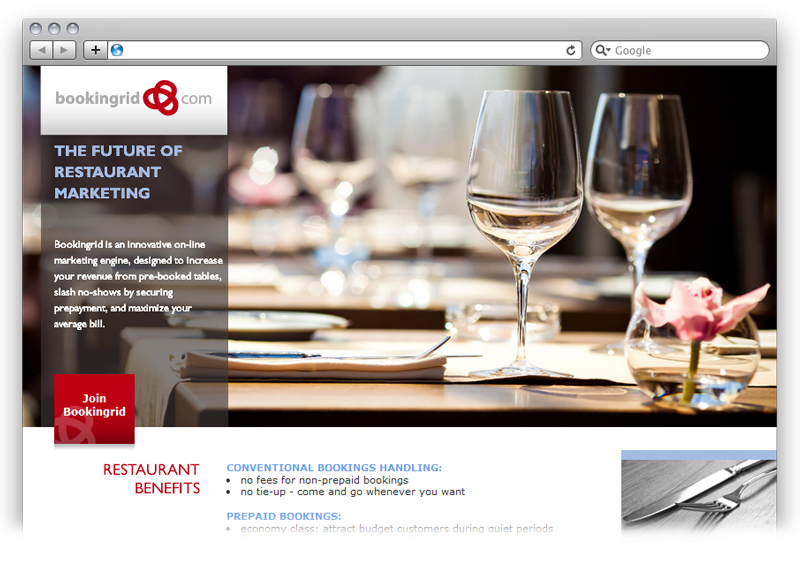 Google
bookingrid com
THE FUTURE OF
RESTAURANT
MARKETING
Bookingrid is an innovative on-line
marketing engine, designed to increase
your revenue from pre-booked tables,
slash no-shows by securing
prepayment, and maximize your
average bill.
Join
Bookingrid
RESTAURANT
BENEFITS
CONVENTIONAL BOOKINGS HANDLING:
• no fees for non-prepaid bookings
• no tie-up - come and go whenever you want
PREPAID BOOKINGS:
• economy class: attract budget customers during quiet periods